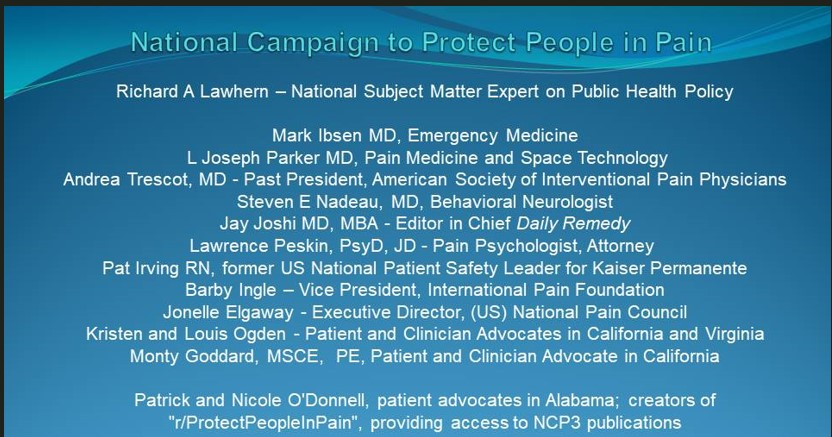 National Campaign to Protect People in Pain
Richard A Lawhern – National Subject Matter Expert on Public Health Policy
Mark Ibsen MD, Emergency Medicine
L Joseph Parker MD, Pain Medicine and Space Technology
Andrea Trescot, MD - Past President, American Society of Interventional Pain Physicians
Steven E Nadeau, MD, Behavioral Neurologist
Jay Joshi MD, MBA - Editor in Chief Daily Remedy
Lawrence Peskin, PsyD, JD - Pain Psychologist, Attorney
Pat Irving RN, former US National Patient Safety Leader for Kaiser Permanente
Barby Ingle – Vice President, International Pain Foundation
Jonelle Elgaway - Executive Director, (US) National Pain Council
Kristen and Louis Ogden - Patient and Clinician Advocates in California and Virginia
Monty Goddard, MSCE, PE, Patient and Clinician Advocate in California
Patrick and Nicole O'Donnell, patient advocates in Alabama; creators of
"r/ProtectPeopleInPain", providing access to NCP3 publications